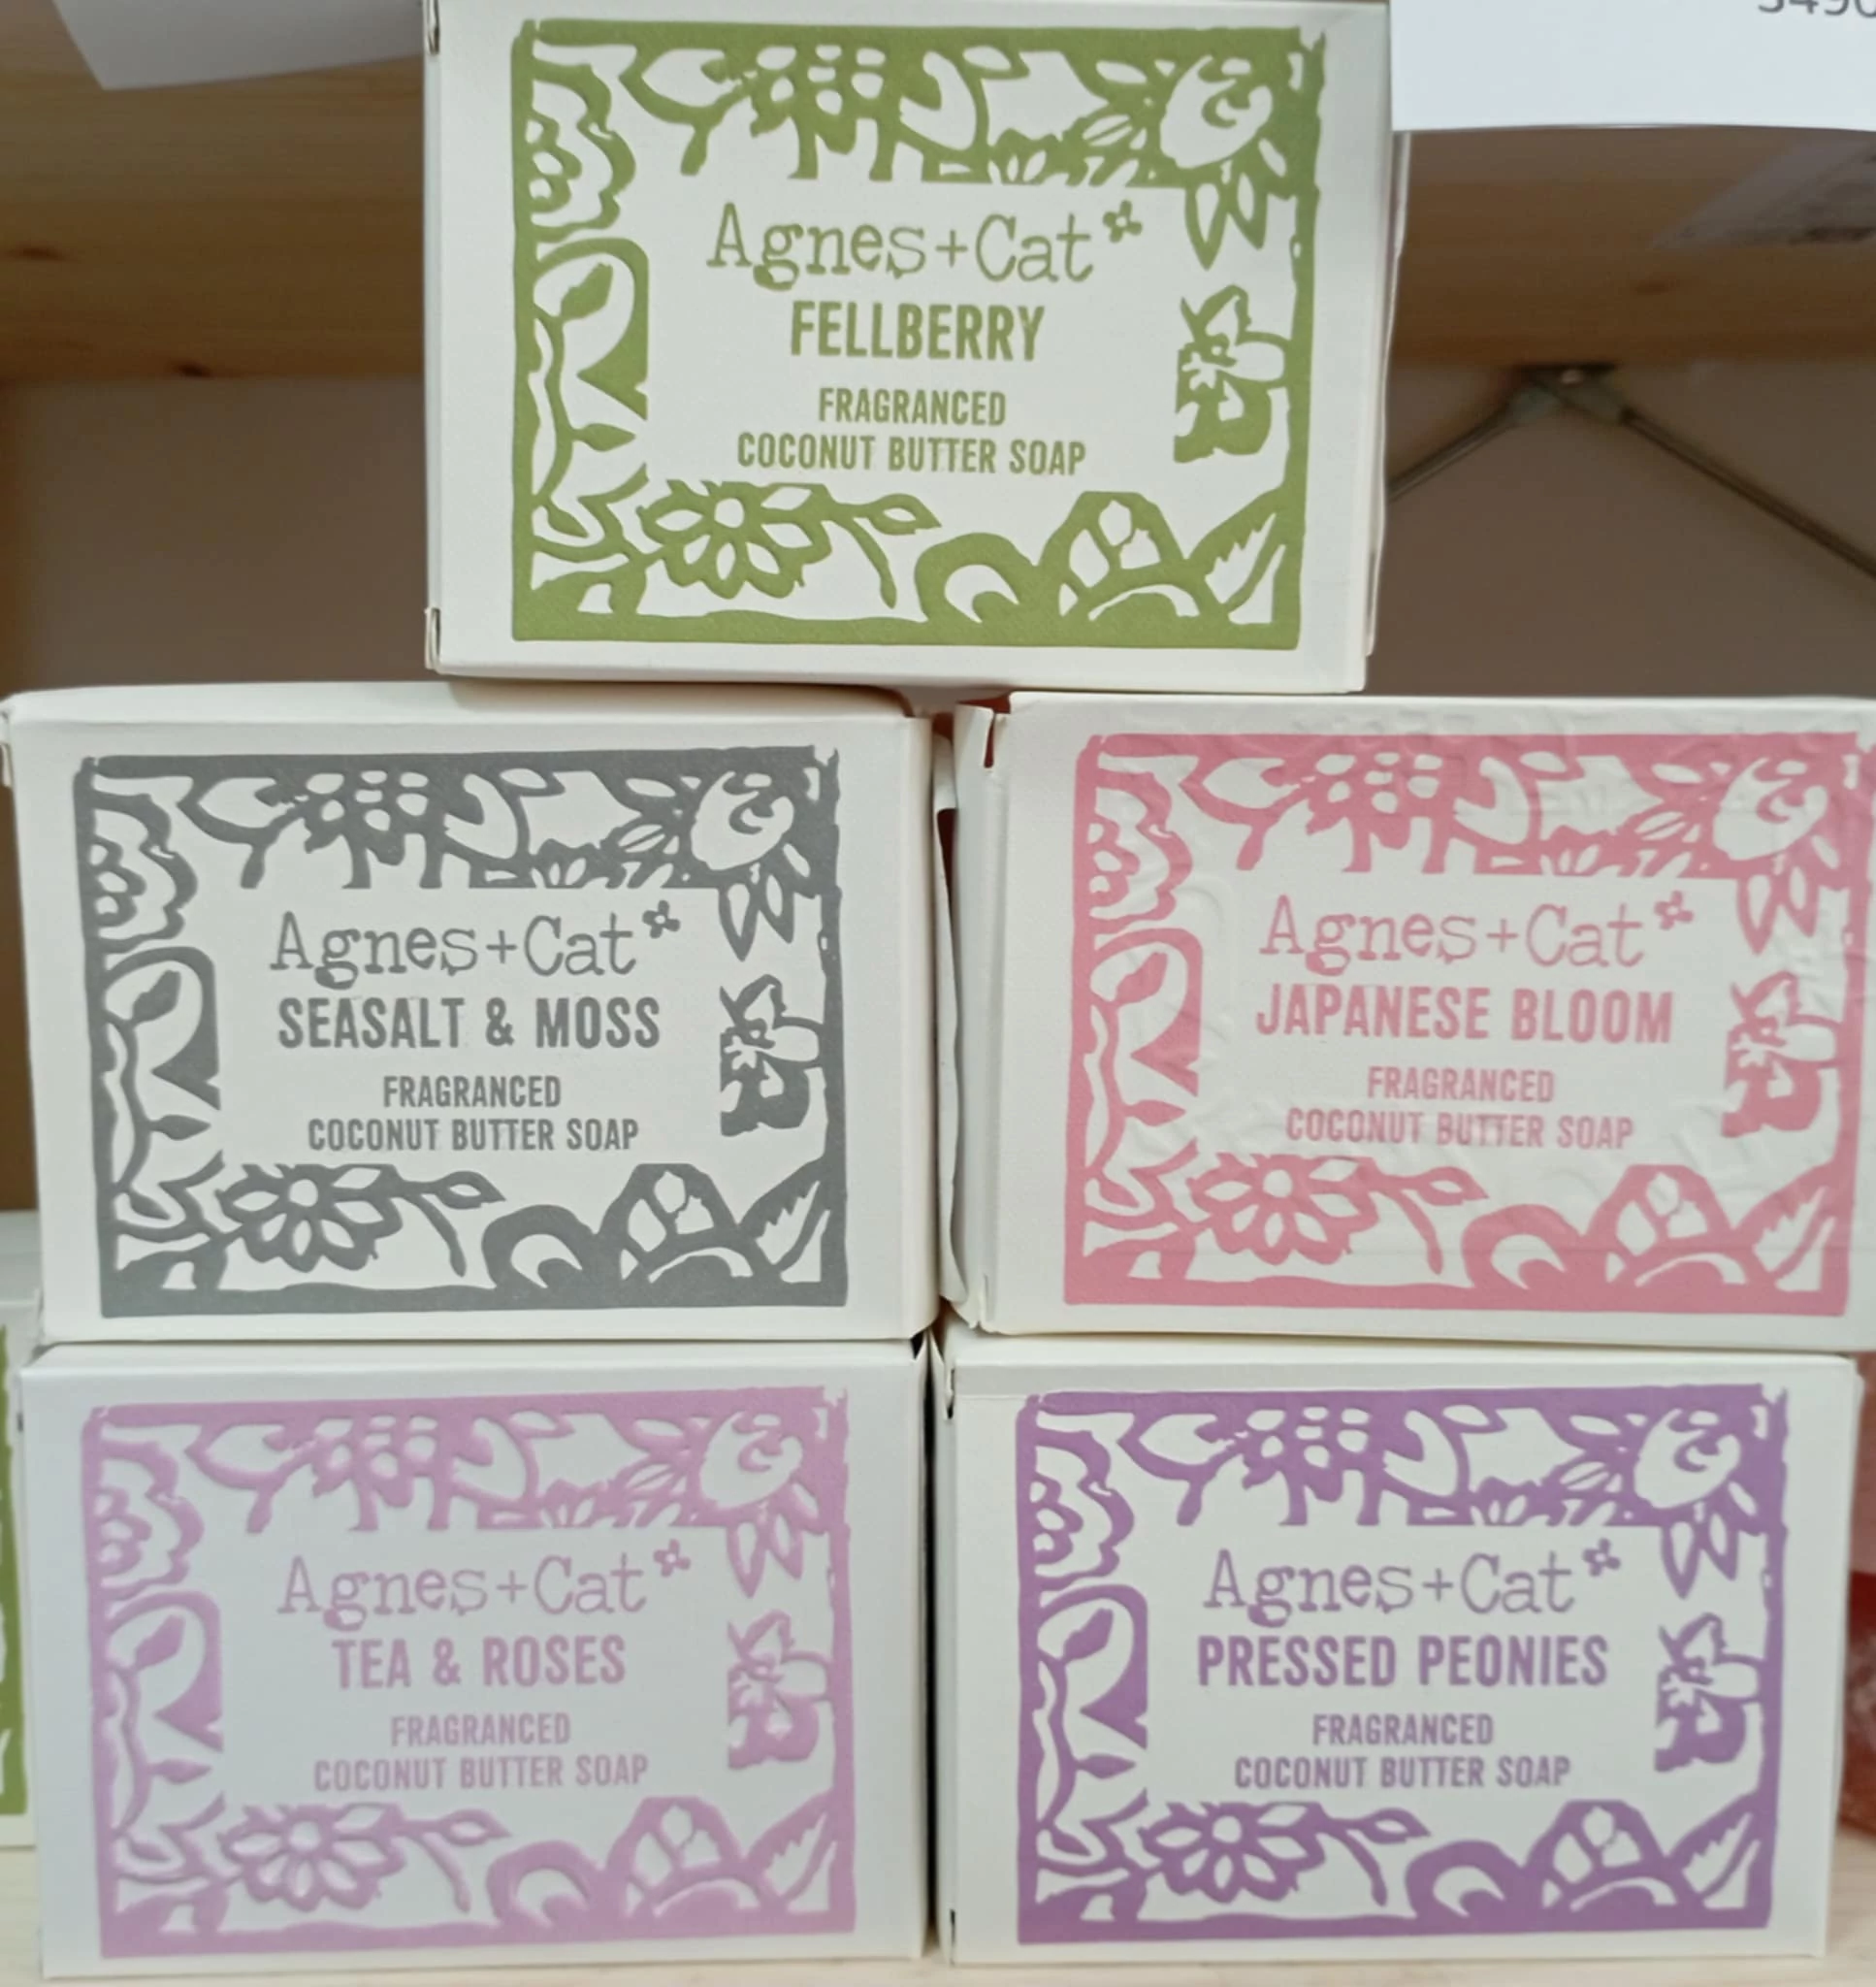 Agnes+Cat
FELLBERRY
FRAGRANCED
COCONUT BUTTER SOAP
Agnes+Cat
SEASALT & MOSS
FRAGRANCED
COCONUT BUTTER SOAP
Agnes+Cat
JAPANESE BLOOM
FRAGRANCED
COCONUT BUTTER SOAP
Agnes+Cat
TEA & ROSES
FRAGRANCED
COCONUT BUTTER SOAP
Agnes+Cat
PRESSED PEONIES
FRAGRANCED
COCONUT BUTTER SOAP